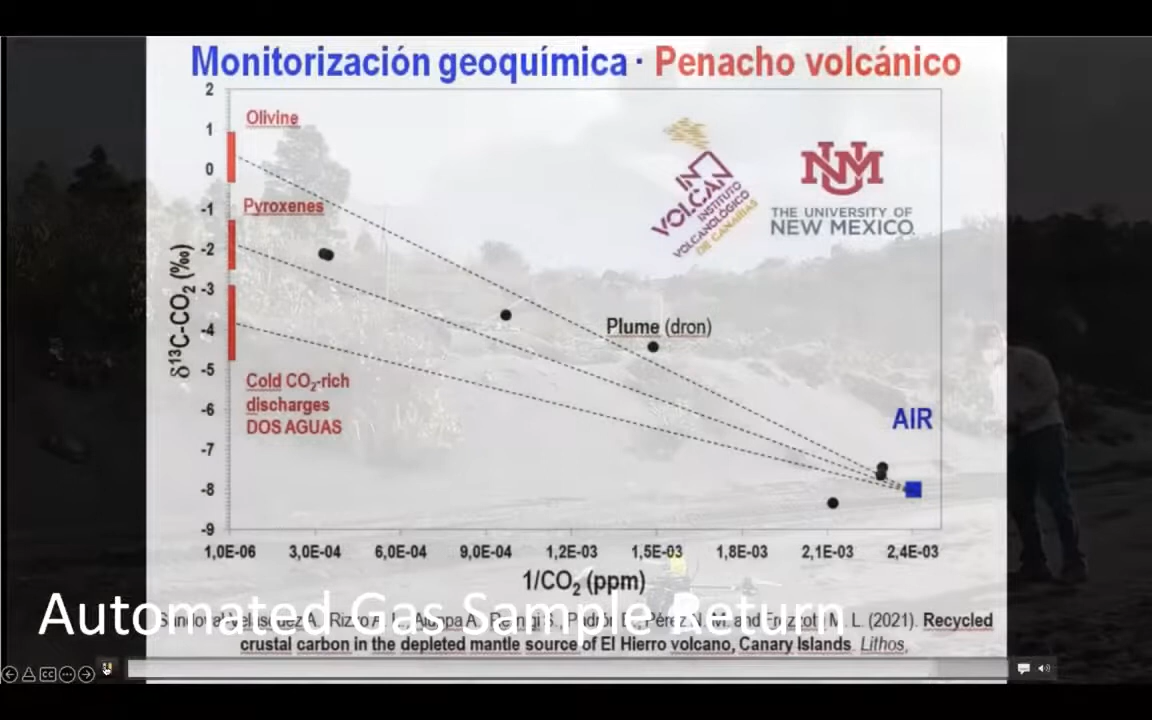 Monitorización geoquímica · Penacho volcánico
2
1
0
-1
-2
-3
-4
-5
-6
-7
-8
-9
δ¹³C-CO₂ (‰)
Olivine
Pyroxenes
Cold CO₂-rich
discharges
DOS AGUAS
INVOLCAN
INSTITUTO
VOLCANOLÓGICO
DE CANARIAS
UNM
THE UNIVERSITY OF
NEW MEXICO.
Plume (dron)
AIR
1,0E-06 3,0E-04 6,0E-04 9,0E-04 1,2E-03 1,5E-03 1,8E-03 2,1E-03 2,4E-03
1/CO₂ (ppm)
Automated Gas Sample Return
N. M. and M. L. (2021). Recycled
crustal carbon in the depleted mantle source of El Hierro volcano, Canary Islands. Lithos,
CC